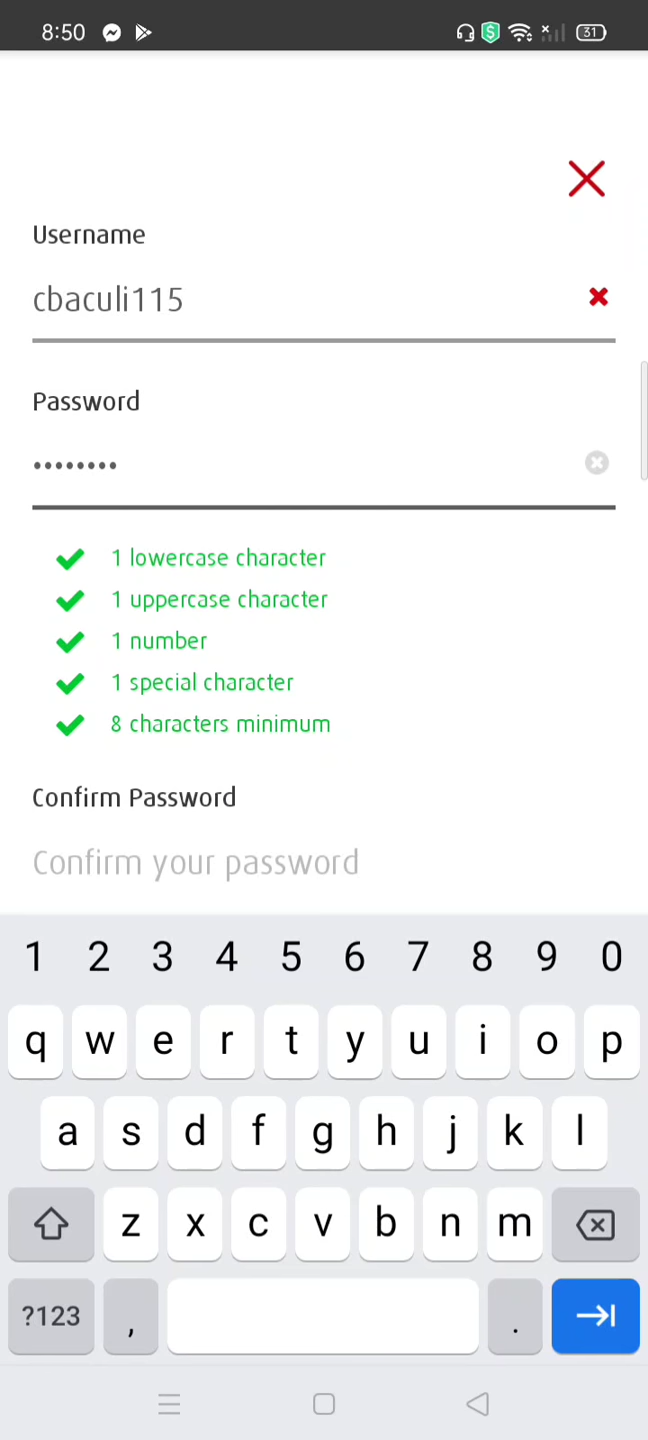 8:50
31
Username
cbaculi115
Password
••••••••
1 lowercase character
1 uppercase character
1 number
1 special character
8 characters minimum
Confirm Password
Confirm your password
1 2 3 4 5 6 7 8 9 0
q w e r t y u i o p
a s d f g h j k l
z x c v b n m
?123 , .